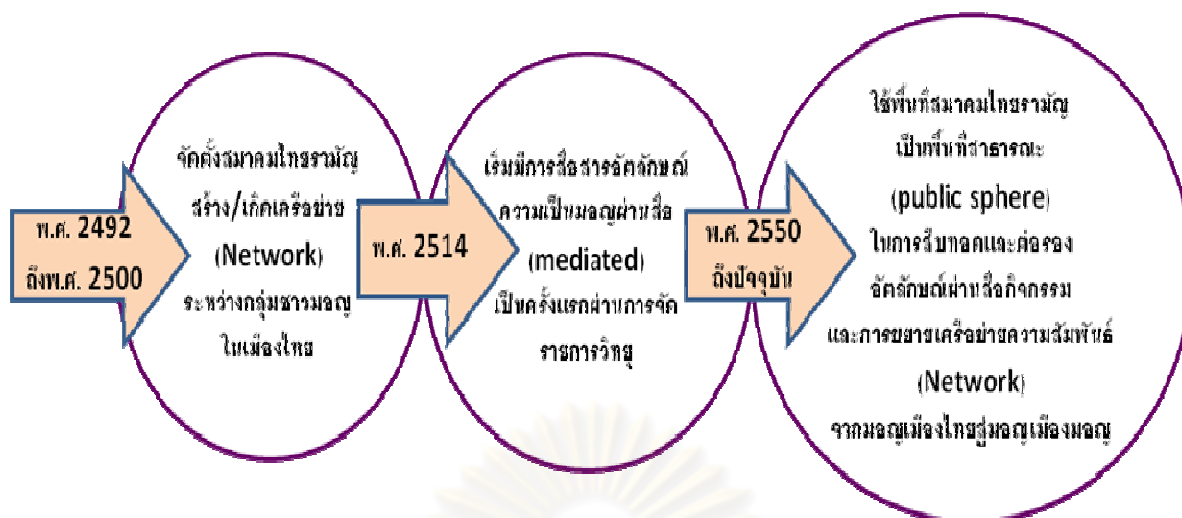 พ.ศ. 2492
ถึงพ.ศ. 2500
จัดตั้งสมาคมไทยรามัญ
สร้าง/เกิดเครือข่าย
(Network)
ระหว่างกลุ่มชาวมอญ
ในเมืองไทย
พ.ศ. 2514
เริ่มมีการสื่อสารอัตลักษณ์
ความเป็นมอญผ่านสื่อ
(mediated)
เป็นครั้งแรกผ่านการจัด
รายการวิทยุ
พ.ศ. 2550
ถึงปัจจุบัน
ใช้พื้นที่สมาคมไทยรามัญ
เป็นพื้นที่สาธารณะ
(public sphere)
ในการสืบทอดและต่อรอง
อัตลักษณ์ผ่านสื่อกิจกรรม
และการขยายเครือข่ายความสัมพันธ์
(Network)
จากมอญเมืองไทยสู่มอญเมืองมอญ